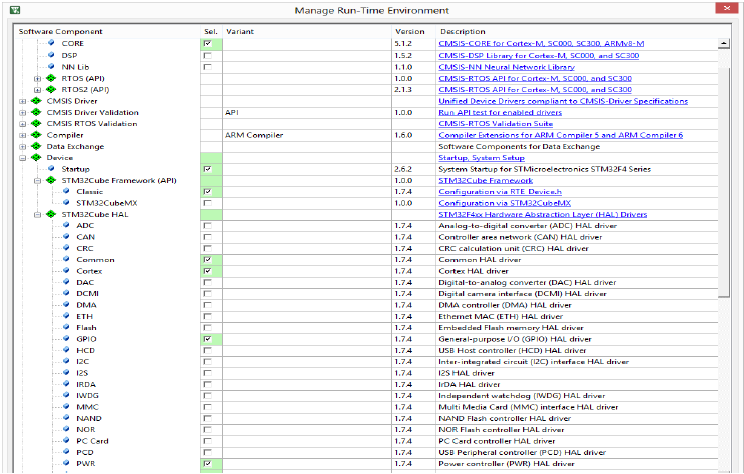 Manage Run-Time Environment
Software Component Sel. Variant Version Description
CORE 5.1.2 CMSIS-CORE for Cortex-M, SC000, SC300, ARMv8-M
DSP 1.5.2 CMSIS-DSP Library for Cortex-M, SC000, and SC300
NN Lib 1.1.0 CMSIS-NN Neural Network Library
RTOS (API) 1.0.0 CMSIS-RTOS API for Cortex-M, SC000, and SC300
RTOS2 (API) 2.1.3 CMSIS-RTOS API for Cortex-M, SC000, and SC300
CMSIS Driver Unified Device Drivers compliant to CMSIS-Driver Specifications
CMSIS Driver Validation API 1.0.0 Run: API test for enabled drivers
CMSIS RTOS Validation CMSIS-RTOS Validation Suite
Compiler ARM Compiler 1.6.0 Compiler Extensions for ARM Compiler 5 and ARM Compiler 6
Data Exchange Software Components for Data Exchange
Device Startup, System Setup
Startup 2.6.2 System Startup for STMicroelectronics STM32F4 Series
STM32Cube Framework (API) 1.0.0 STM32Cube Framework
Classic 1.7.4 Configuration via RTE_Device.h
STM32CubeMX 1.0.0 Configuration via STM32CubeMX
STM32Cube HAL STM32F4xx Hardware Abstraction Layer (HAL) Drivers
ADC 1.7.4 Analog-to-digital converter (ADC) HAL driver
CAN 1.7.4 Controller area network (CAN) HAL driver
CRC 1.7.4 CRC calculation unit (CRC) HAL driver
Common 1.7.4 Common HAL driver
Cortex 1.7.4 Cortex HAL driver
DAC 1.7.4 Digital-to-analog converter (DAC) HAL driver
DCMI 1.7.4 Digital camera interface (DCMI) HAL driver
DMA 1.7.4 DMA controller (DMA) HAL driver
ETH 1.7.4 Ethernet MAC (ETH) HAL driver
Flash 1.7.4 Embedded Flash memory HAL driver
GPIO 1.7.4 General-purpose I/O (GPIO) HAL driver
HCD 1.7.4 USB Host controller (HCD) HAL driver
I2C 1.7.4 Inter-integrated circuit (I2C) interface HAL driver
I2S 1.7.4 I2S HAL driver
IRDA 1.7.4 IrDA HAL driver
IWDG 1.7.4 Independent watchdog (IWDG) HAL driver
MMC 1.7.4 Multi Media Card (MMC) interface HAL driver
NAND 1.7.4 NAND Flash controller HAL driver
NOR 1.7.4 NOR Flash controller HAL driver
PC Card 1.7.4 PC Card controller HAL driver
PCD 1.7.4 USB Peripheral controller (PCD) HAL driver
PWR 1.7.4 Power controller (PWR) HAL driver